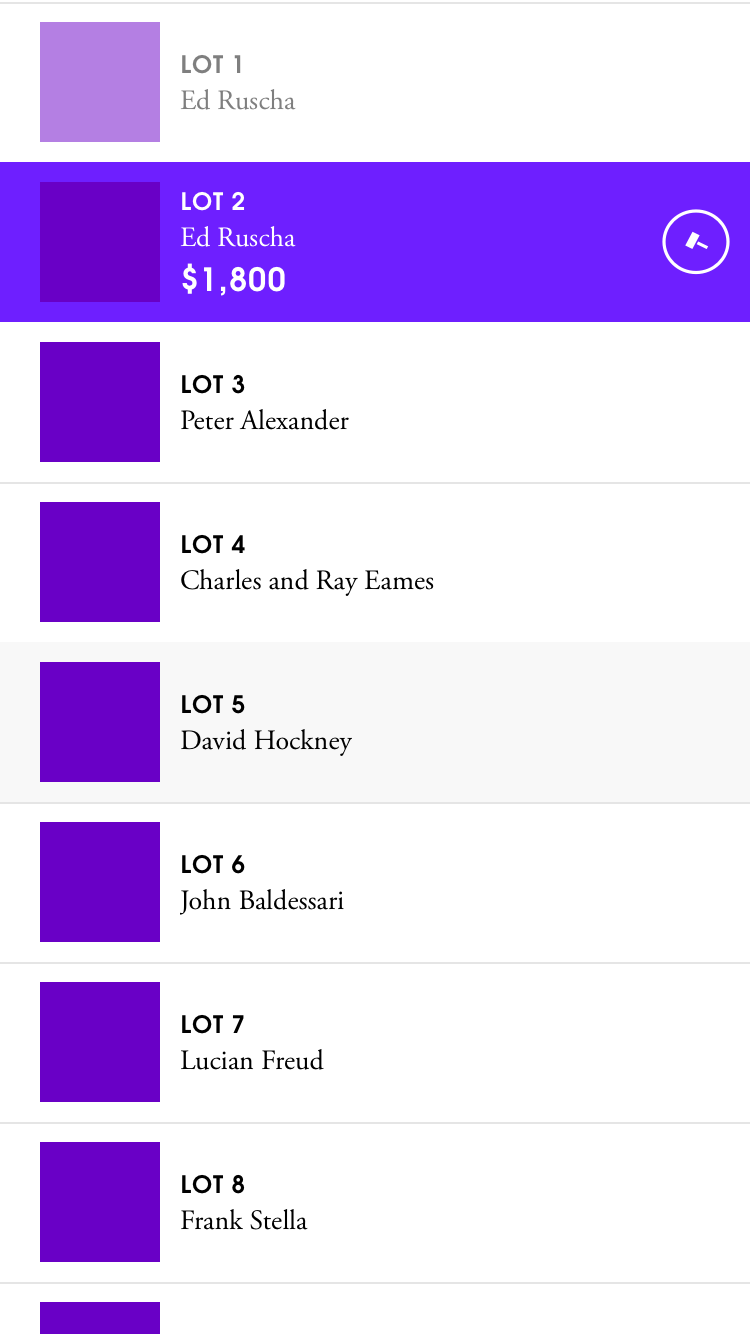 LOT 1
Ed Ruscha
LOT 2
Ed Ruscha
$1,800
LOT 3
Peter Alexander
LOT 4
Charles and Ray Eames
LOT 5
David Hockney
LOT 6
John Baldessari
LOT 7
Lucian Freud
LOT 8
Frank Stella